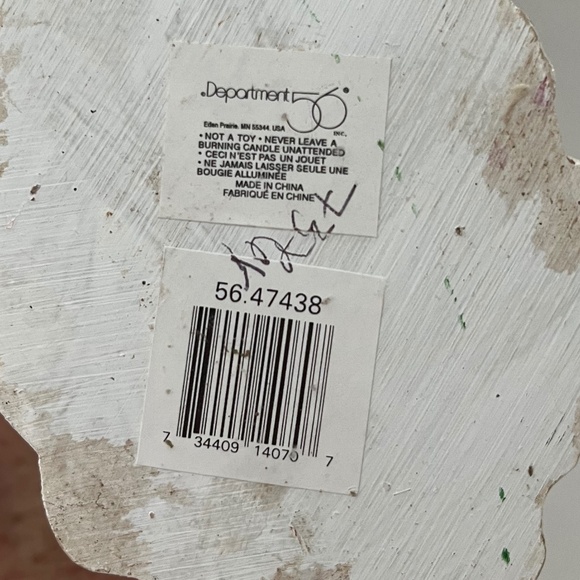 Department 56
INC.
Eden Prairie, MN 55344, USA
• NOT A TOY • NEVER LEAVE A
BURNING CANDLE UNATTENDED
• CECI N'EST PAS UN JOUET
• NE JAMAIS LAISSER SEULE UNE
BOUGIE ALLUMINÉE
MADE IN CHINA
FABRIQUÉ EN CHINE
56.47438
7 34409 14070 7